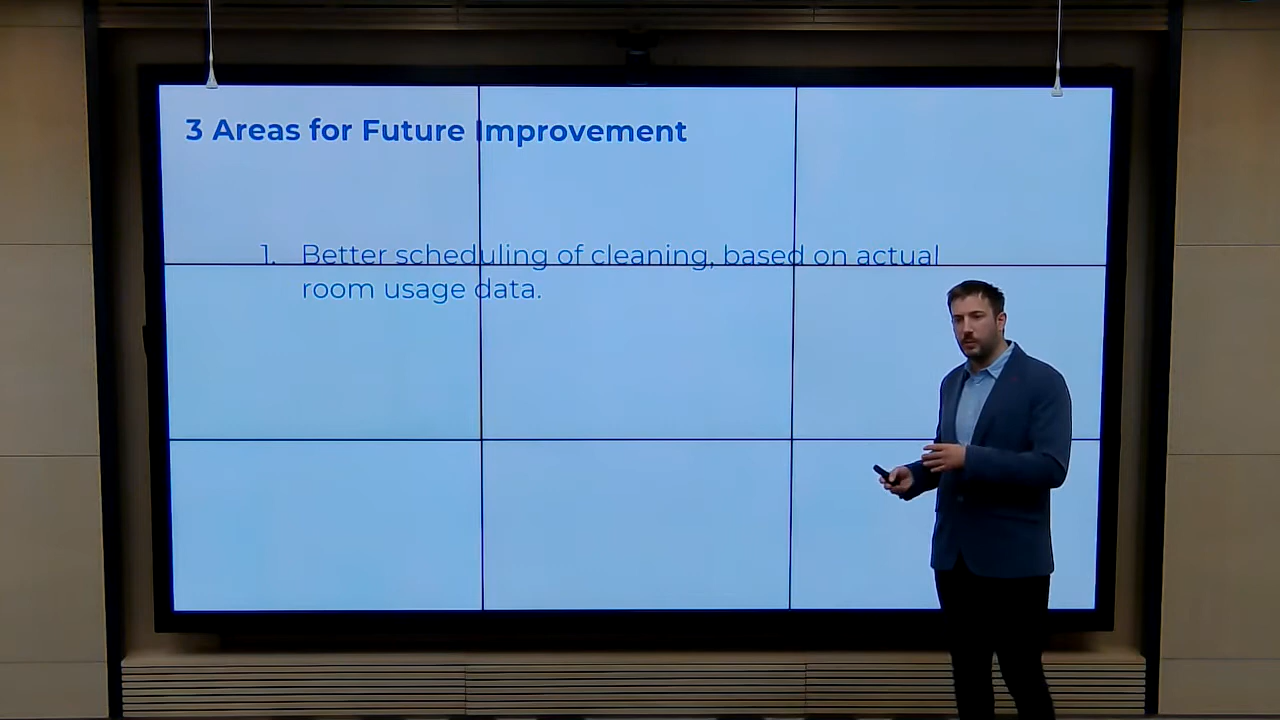 3 Areas for Future Improvement
1. Better scheduling of cleaning, based on actual
room usage data.